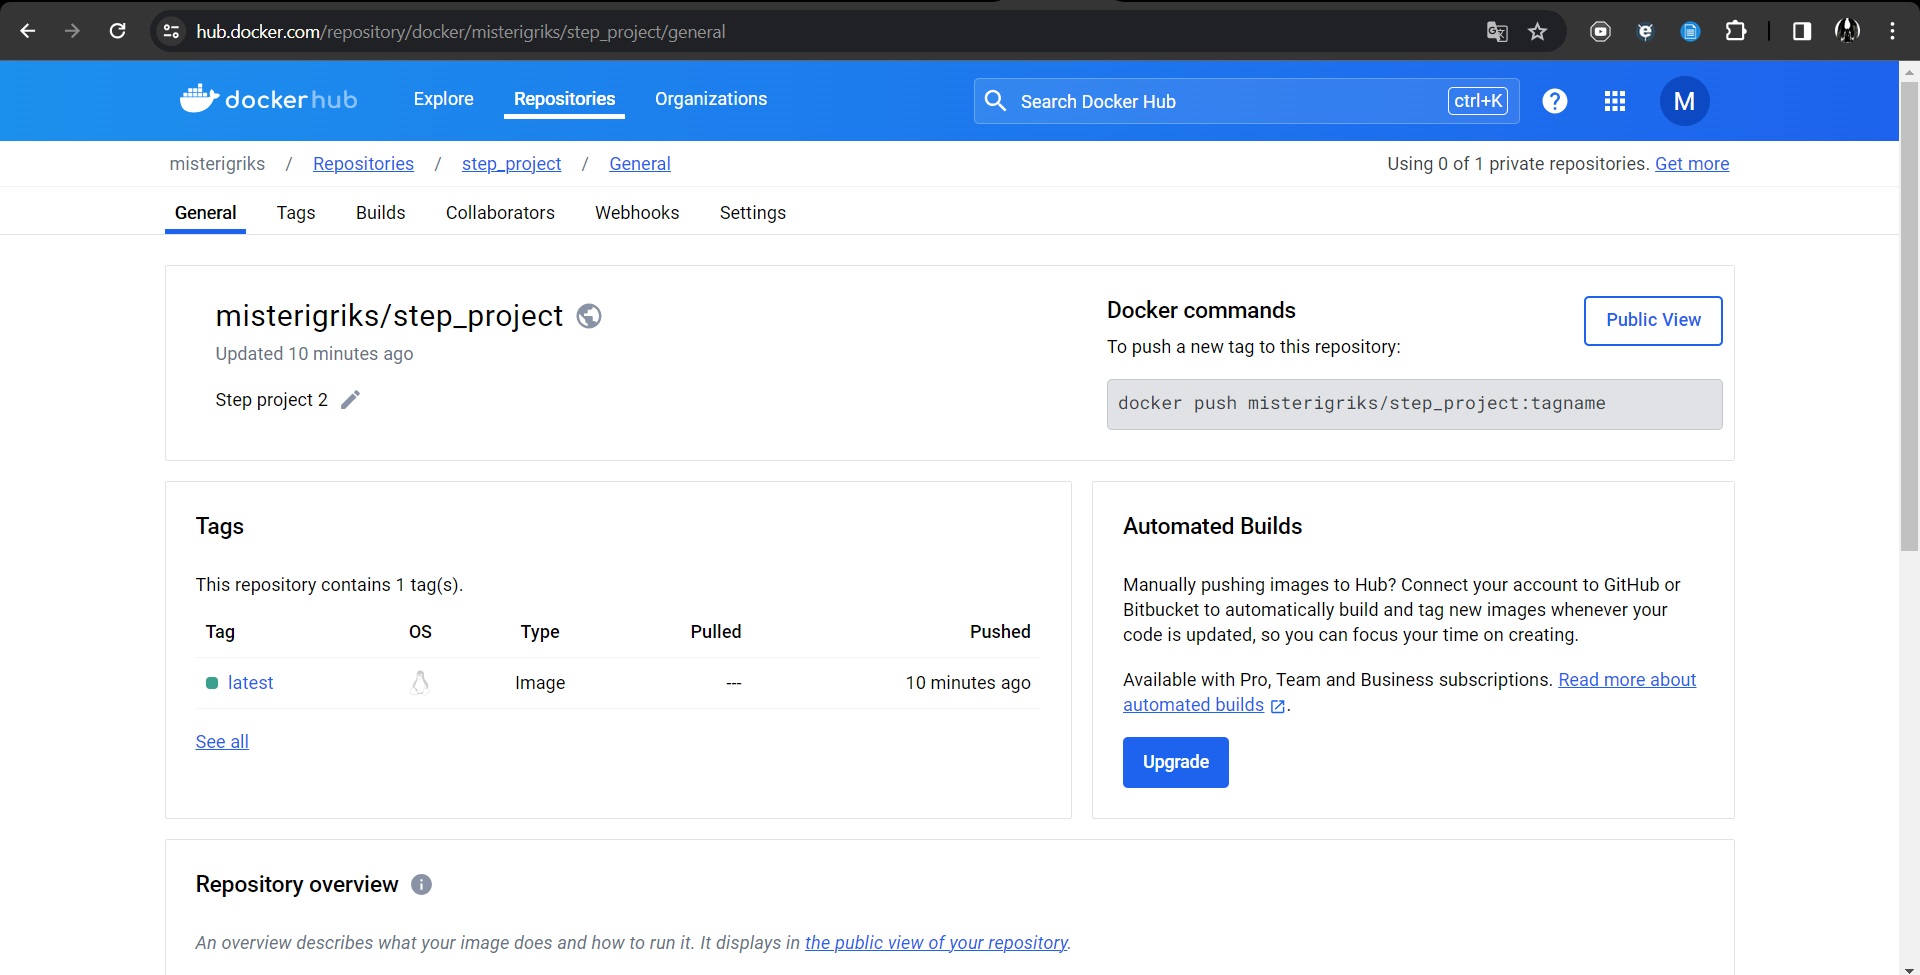 hub.docker.com/repository/docker/misterigriks/step_project/general
dockerhub Explore Repositories Organizations Search Docker Hub ctrl+K ? M
misterigriks / Repositories / step_project / General Using 0 of 1 private repositories. Get more
General Tags Builds Collaborators Webhooks Settings
misterigriks/step_project
Updated 10 minutes ago
Step project 2
Docker commands
Public View
To push a new tag to this repository:
docker push misterigriks/step_project:tagname
Tags
This repository contains 1 tag(s).
Tag OS Type Pulled Pushed
latest Image --- 10 minutes ago
See all
Automated Builds
Manually pushing images to Hub? Connect your account to GitHub or
Bitbucket to automatically build and tag new images whenever your
code is updated, so you can focus your time on creating.
Available with Pro, Team and Business subscriptions. Read more about
automated builds .
Upgrade
Repository overview
An overview describes what your image does and how to run it. It displays in the public view of your repository.